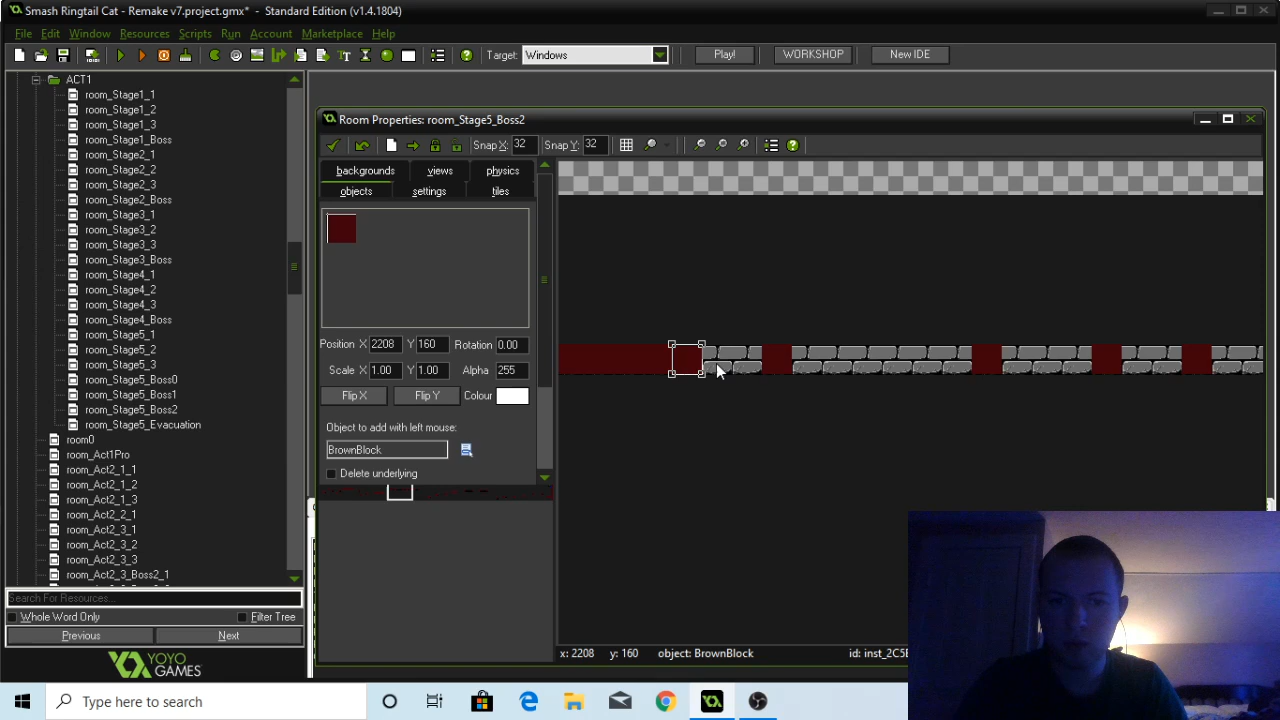 Smash Ringtail Cat - Remake v7.project.gmx* - Standard Edition (v1.4.1804)
File Edit Window Resources Scripts Run Account Marketplace Help
Target: Windows Play! WORKSHOP New IDE
ACT1
room_Stage1_1
room_Stage1_2
room_Stage1_3
room_Stage1_Boss
room_Stage2_1
room_Stage2_2
room_Stage2_3
room_Stage2_Boss
room_Stage3_1
room_Stage3_2
room_Stage3_3
room_Stage3_Boss
room_Stage4_1
room_Stage4_2
room_Stage4_3
room_Stage4_Boss
room_Stage5_1
room_Stage5_2
room_Stage5_3
room_Stage5_Boss0
room_Stage5_Boss1
room_Stage5_Boss2
room_Stage5_Evacuation
room0
room_Act1Pro
room_Act2_1_1
room_Act2_1_2
room_Act2_1_3
room_Act2_2_1
room_Act2_3_1
room_Act2_3_2
room_Act2_3_3
room_Act2_3_Boss2_1
Search For Resources...
Whole Word Only Filter Tree
Previous Next
YOYO
GAMES
Room Properties: room_Stage5_Boss2
Snap X: 32 Snap Y: 32
backgrounds views physics
objects settings tiles
Position X 2208 Y 160 Rotation 0.00
Scale X 1.00 Y 1.00 Alpha 255
Flip X Flip Y Colour
Object to add with left mouse:
BrownBlock
Delete underlying
x: 2208 y: 160 object: BrownBlock
Type here to search